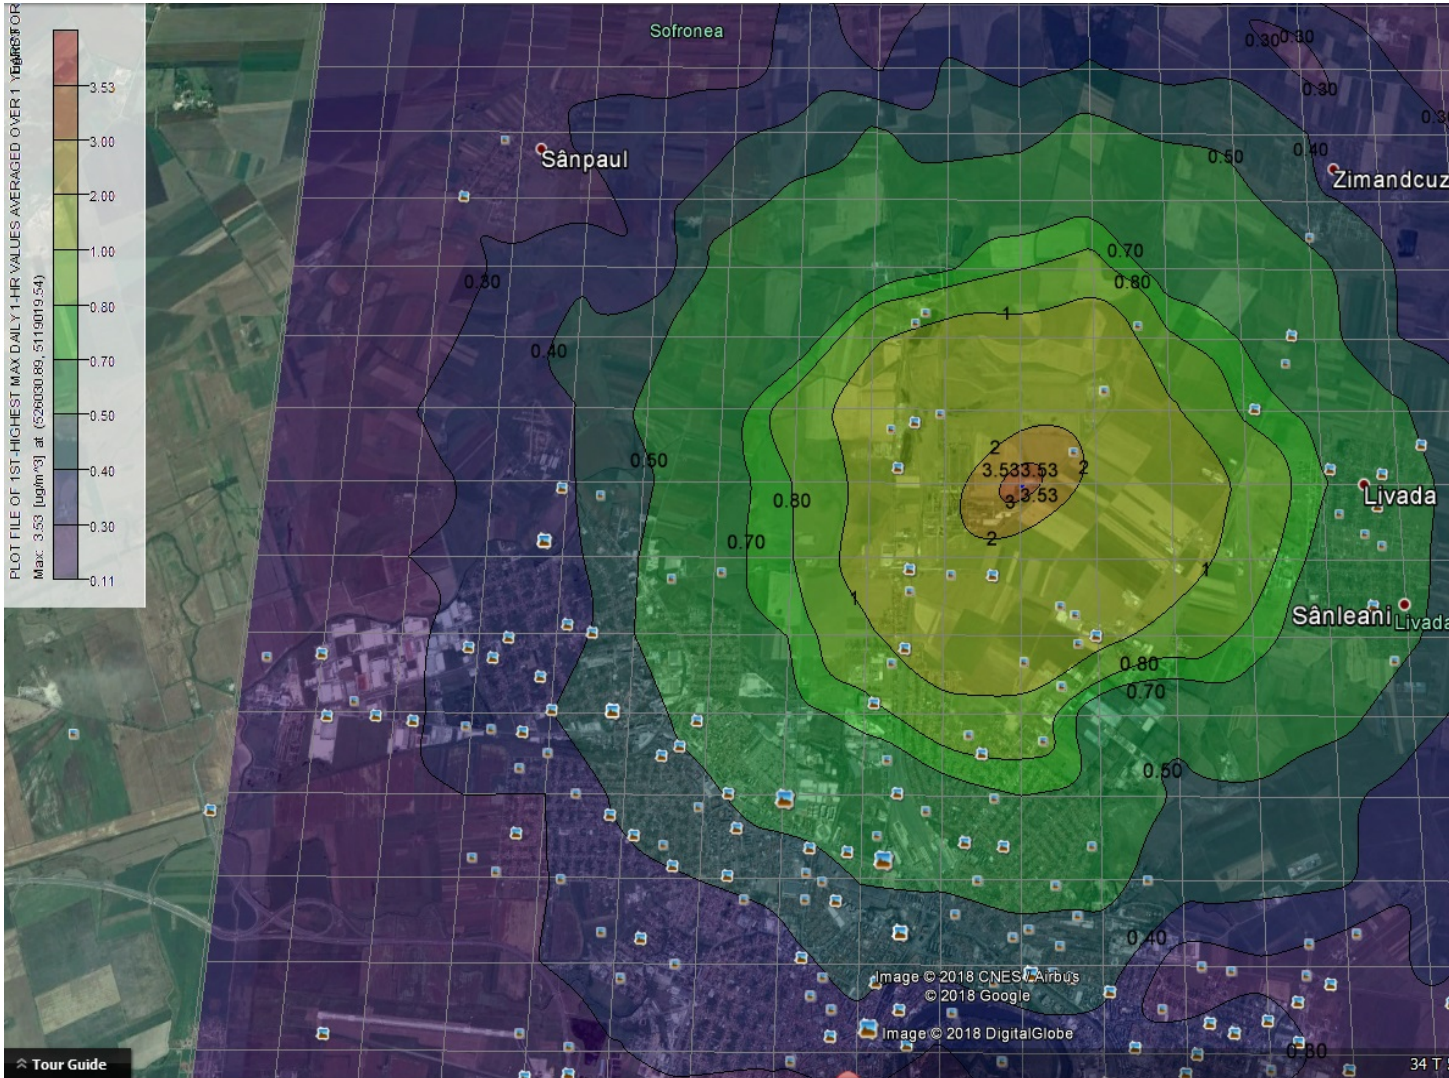 PLOT FILE OF 1ST-HIGHEST MAX DAILY 1-HR VALUES AVERAGED OVER 1 YEARS FOR
Max: 3.53 [ug/m^3] at (526030.89, 5119019.54)
3.53
3.00
2.00
1.00
0.80
0.70
0.50
0.40
0.30
0.11
Sofronea
0.30
0.30
0.30
0.30
Sânpaul
0.50
0.40
Zimandcuz
0.70
0.30
0.80
1
0.40
2
0.50
3.53
3.53
2
0.80
3
3.53
Livada
0.70
2
1
1
Sânleani
Livada
0.80
0.70
0.50
0.40
Image © 2018 CNES / Airbus
© 2018 Google
Image © 2018 DigitalGlobe
0.30
Tour Guide
34 T